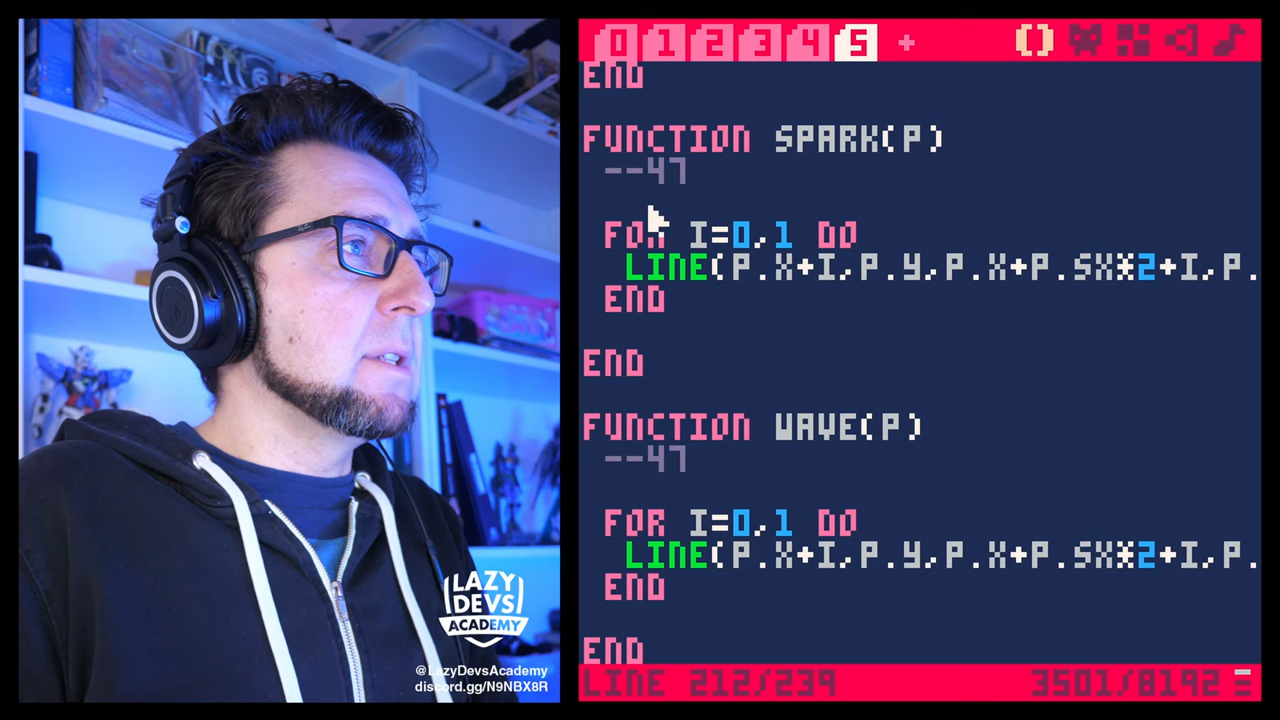 LAZY
DEVS
ACADEMY
@LazyDevsAcademy
discord.gg/N9NBX8R
0 1 2 3 4 5 + ()
END
FUNCTION SPARK(P)
--47
FOR I=0,1 DO
LINE(P.X+I,P.Y,P.X+P.SX*2+I,P.
END
END
FUNCTION WAVE(P)
--47
FOR I=0,1 DO
LINE(P.X+I,P.Y,P.X+P.SX*2+I,P.
END
END
LINE 212/239 3501/8192